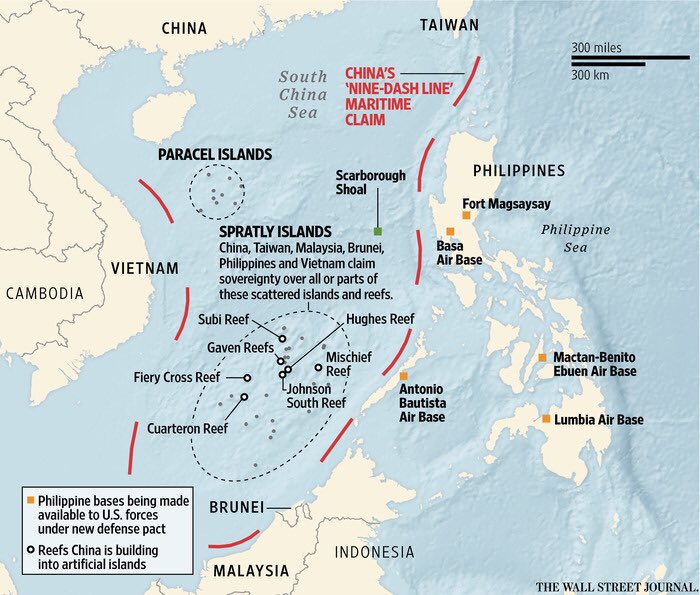 CHINA
TAIWAN
300 miles
300 km
South
China
Sea
CHINA'S
'NINE-DASH LINE'
MARITIME
CLAIM
PARACEL ISLANDS
Scarborough
Shoal
PHILIPPINES
Fort Magsaysay
Basa
Air Base
Philippine
Sea
SPRATLY ISLANDS
China, Taiwan, Malaysia, Brunei,
Philippines and Vietnam claim
sovereignty over all or parts of
these scattered islands and reefs.
VIETNAM
CAMBODIA
Subi Reef
Hughes Reef
Gaven Reefs
Mischief
Reef
Fiery Cross Reef
Johnson
South Reef
Cuarteron Reef
Antonio
Bautista
Air Base
Mactan-Benito
Ebuen Air Base
Lumbia Air Base
Philippine bases being made
available to U.S. forces
under new defense pact
Reefs China is building
into artificial islands
BRUNEI
MALAYSIA
INDONESIA
THE WALL STREET JOURNAL.